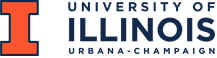 I
UNIVERSITY OF
ILLINOIS
URBANA-CHAMPAIGN